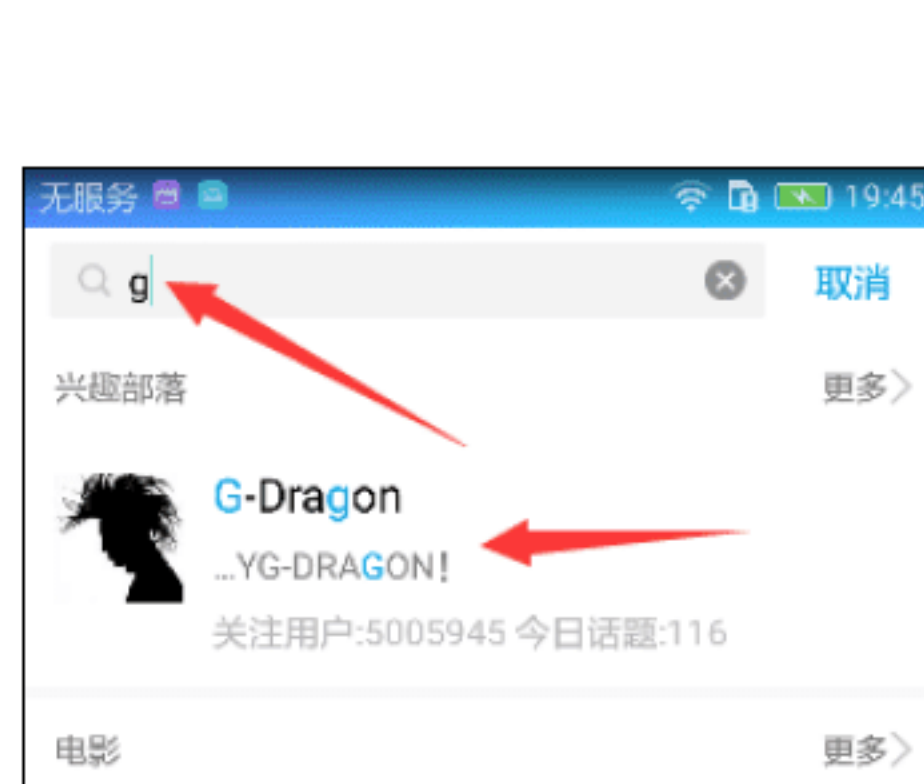 无服务 19:45
g 取消
兴趣部落 更多
G-Dragon
...YG-DRAGON!
关注用户:5005945 今日话题:116
电影 更多